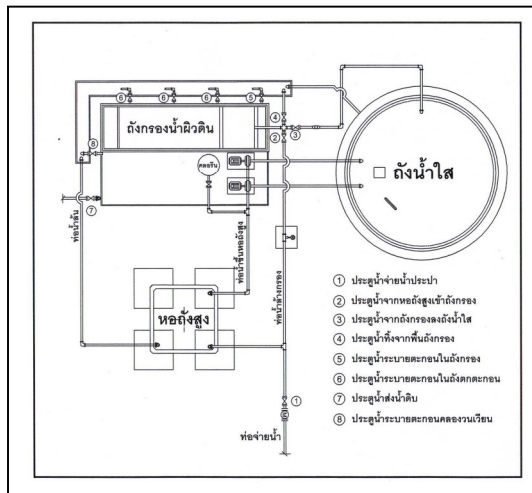 ⑥
⑥
⑥
⑤
④
②
③
ถังกรองน้ำผิวดิน
⑧
คลอรีน
ถังน้ำใส
⑦
ท่อน้ำล้น
ท่อน้ำขึ้นหอถังสูง
ท่อน้ำล้างกรอง
หอถังสูง
①
ท่อจ่ายน้ำ
① ประตูน้ำจ่ายน้ำประปา
② ประตูน้ำจากหอถังสูงเข้าถังกรอง
③ ประตูน้ำจากถังกรองลงถังน้ำใส
④ ประตูน้ำทิ้งจากพื้นถังกรอง
⑤ ประตูน้ำระบายตะกอนในถังกรอง
⑥ ประตูน้ำระบายตะกอนในถังตกตะกอน
⑦ ประตูน้ำส่งน้ำดิบ
⑧ ประตูน้ำระบายตะกอนคลองวนเวียน